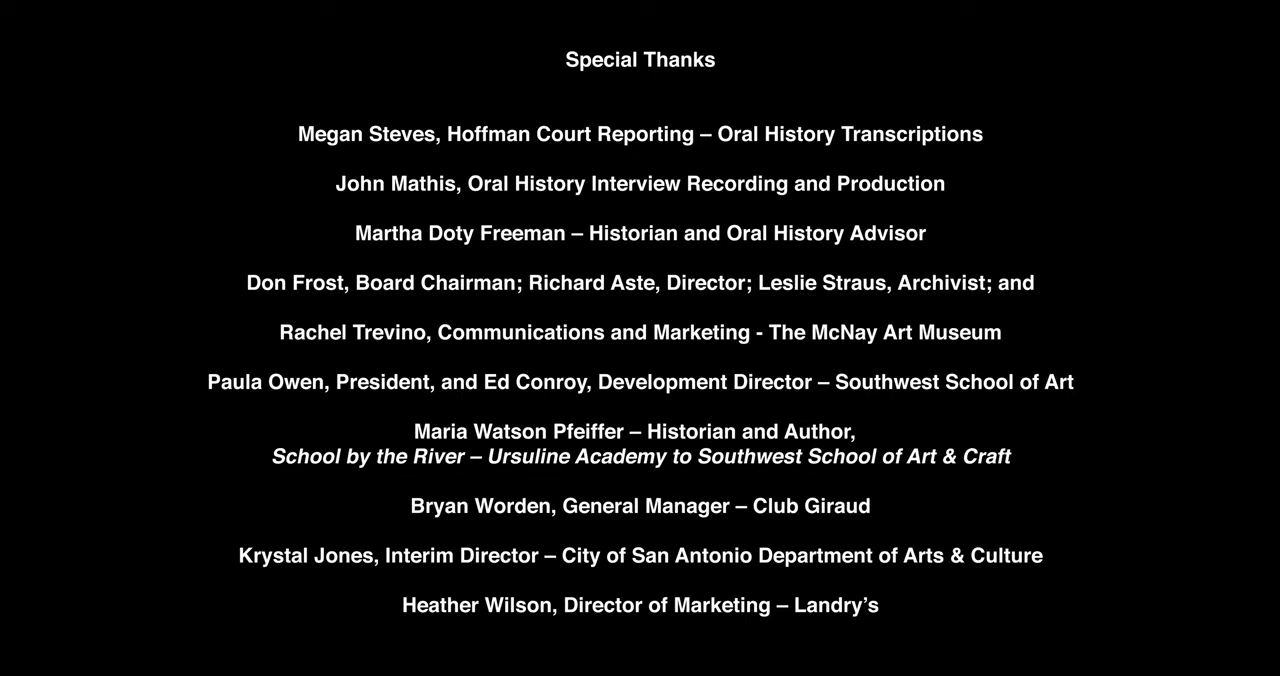 Special Thanks
Megan Steves, Hoffman Court Reporting – Oral History Transcriptions
John Mathis, Oral History Interview Recording and Production
Martha Doty Freeman – Historian and Oral History Advisor
Don Frost, Board Chairman; Richard Aste, Director; Leslie Straus, Archivist; and
Rachel Trevino, Communications and Marketing - The McNay Art Museum
Paula Owen, President, and Ed Conroy, Development Director – Southwest School of Art
Maria Watson Pfeiffer – Historian and Author,
School by the River – Ursuline Academy to Southwest School of Art & Craft
Bryan Worden, General Manager – Club Giraud
Krystal Jones, Interim Director – City of San Antonio Department of Arts & Culture
Heather Wilson, Director of Marketing – Landry’s